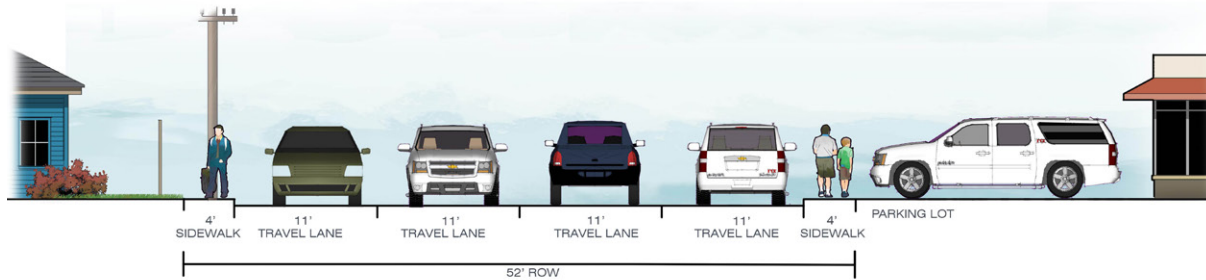 4'
SIDEWALK
11'
TRAVEL LANE
11'
TRAVEL LANE
11'
TRAVEL LANE
11'
TRAVEL LANE
4'
SIDEWALK
PARKING LOT
52' ROW